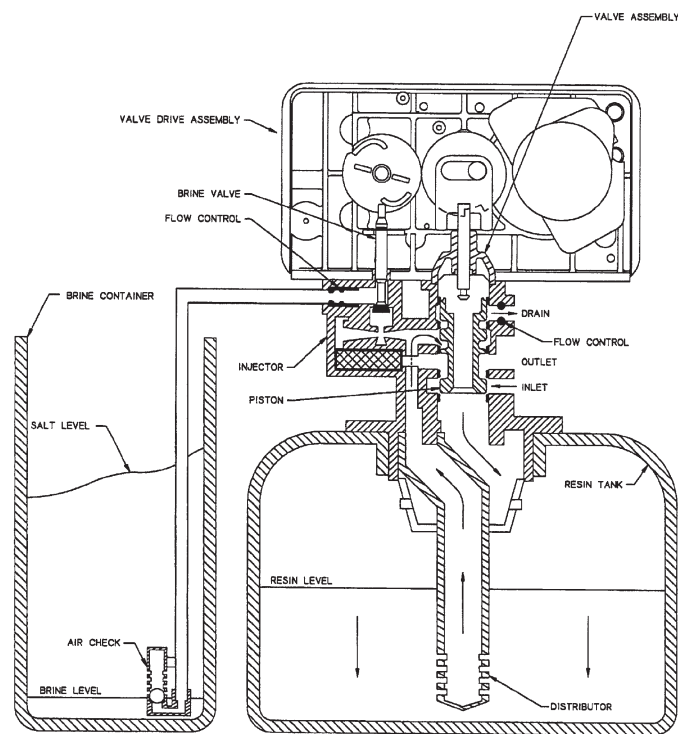 VALVE ASSEMBLY
VALVE DRIVE ASSEMBLY
BRINE VALVE
FLOW CONTROL
BRINE CONTAINER
DRAIN
FLOW CONTROL
OUTLET
INJECTOR
INLET
PISTON
SALT LEVEL
RESIN TANK
RESIN LEVEL
AIR CHECK
BRINE LEVEL
DISTRIBUTOR